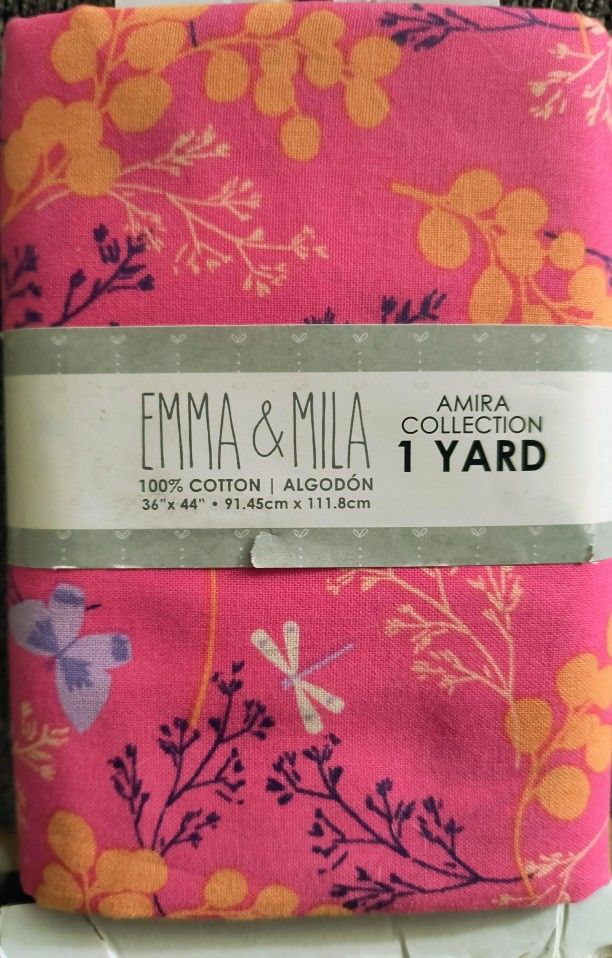 EMMA & MILA
100% COTTON | ALGODÓN
36"x 44" • 91.45cm x 111.8cm
AMIRA
COLLECTION
1 YARD